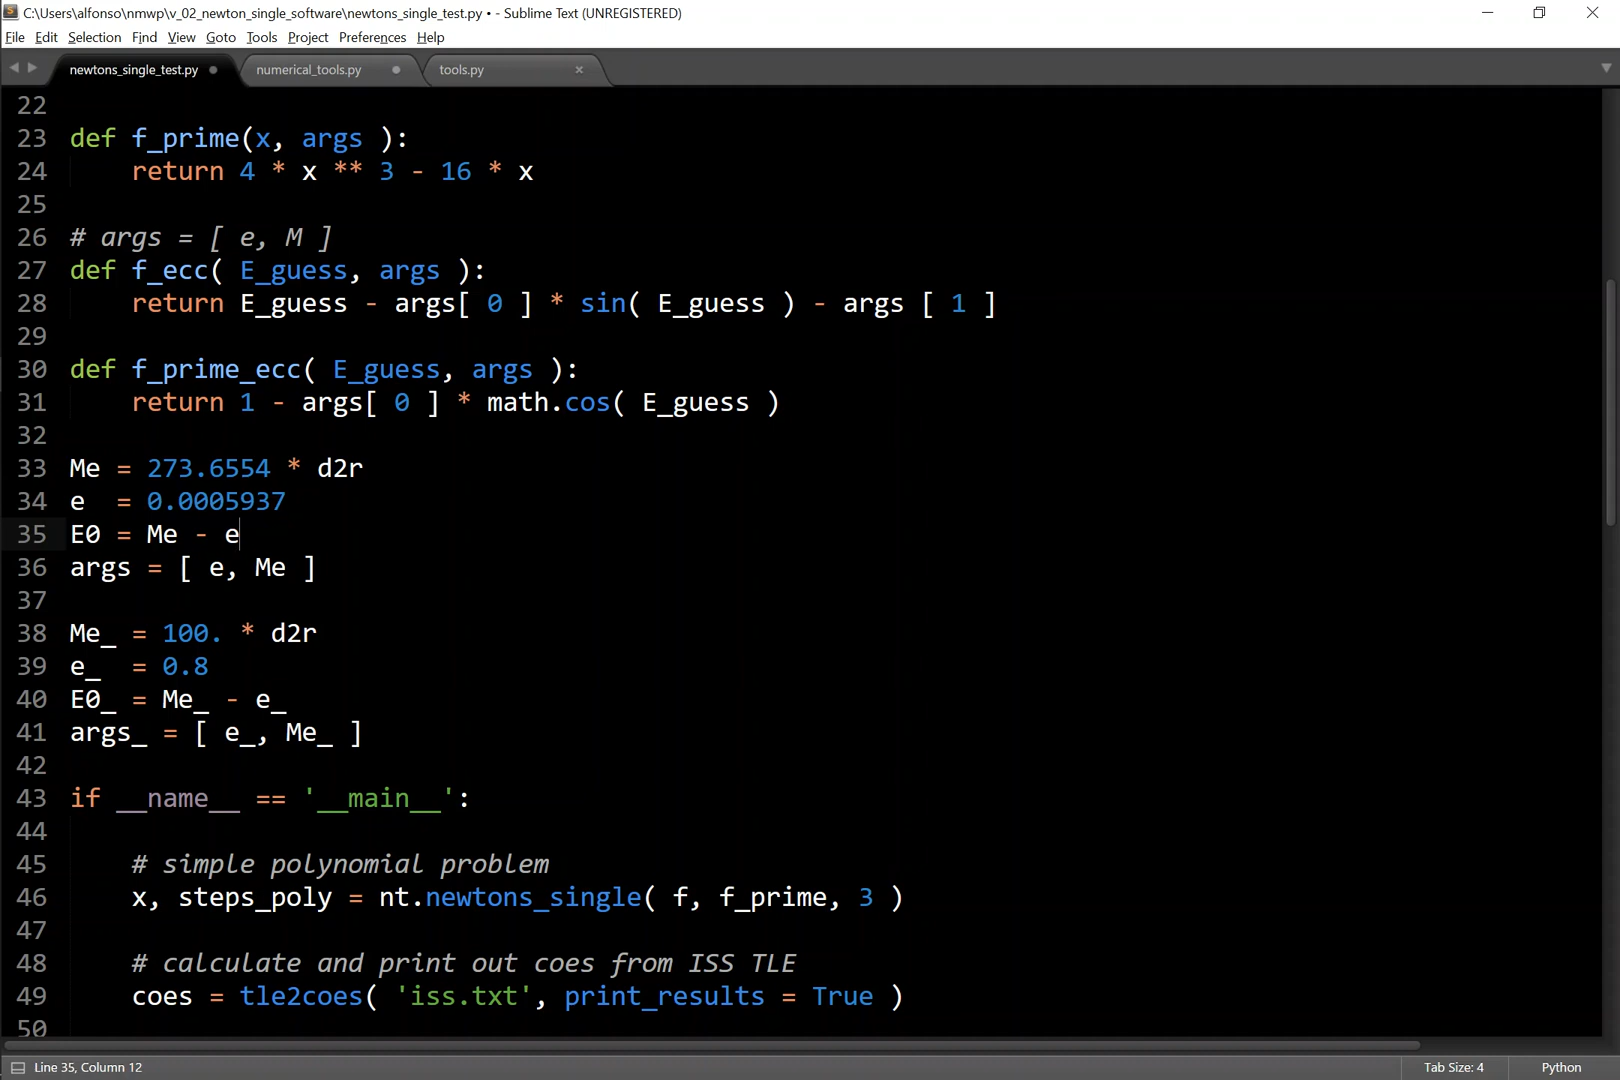 C:\Users\alfonso\nmwp\v_02_newton_single_software\newtons_single_test.py • - Sublime Text (UNREGISTERED)
File Edit Selection Find View Goto Tools Project Preferences Help
newtons_single_test.py numerical_tools.py tools.py
22
23 def f_prime(x, args ):
24 return 4 * x ** 3 - 16 * x
25
26 # args = [ e, M ]
27 def f_ecc( E_guess, args ):
28 return E_guess - args[ 0 ] * sin( E_guess ) - args [ 1 ]
29
30 def f_prime_ecc( E_guess, args ):
31 return 1 - args[ 0 ] * math.cos( E_guess )
32
33 Me = 273.6554 * d2r
34 e = 0.0005937
35 E0 = Me - e
36 args = [ e, Me ]
37
38 Me_ = 100. * d2r
39 e_ = 0.8
40 E0_ = Me_ - e_
41 args_ = [ e_, Me_ ]
42
43 if __name__ == '__main__':
44
45 # simple polynomial problem
46 x, steps_poly = nt.newtons_single( f, f_prime, 3 )
47
48 # calculate and print out coes from ISS TLE
49 coes = tle2coes( 'iss.txt', print_results = True )
50
Line 35, Column 12 Tab Size: 4 Python